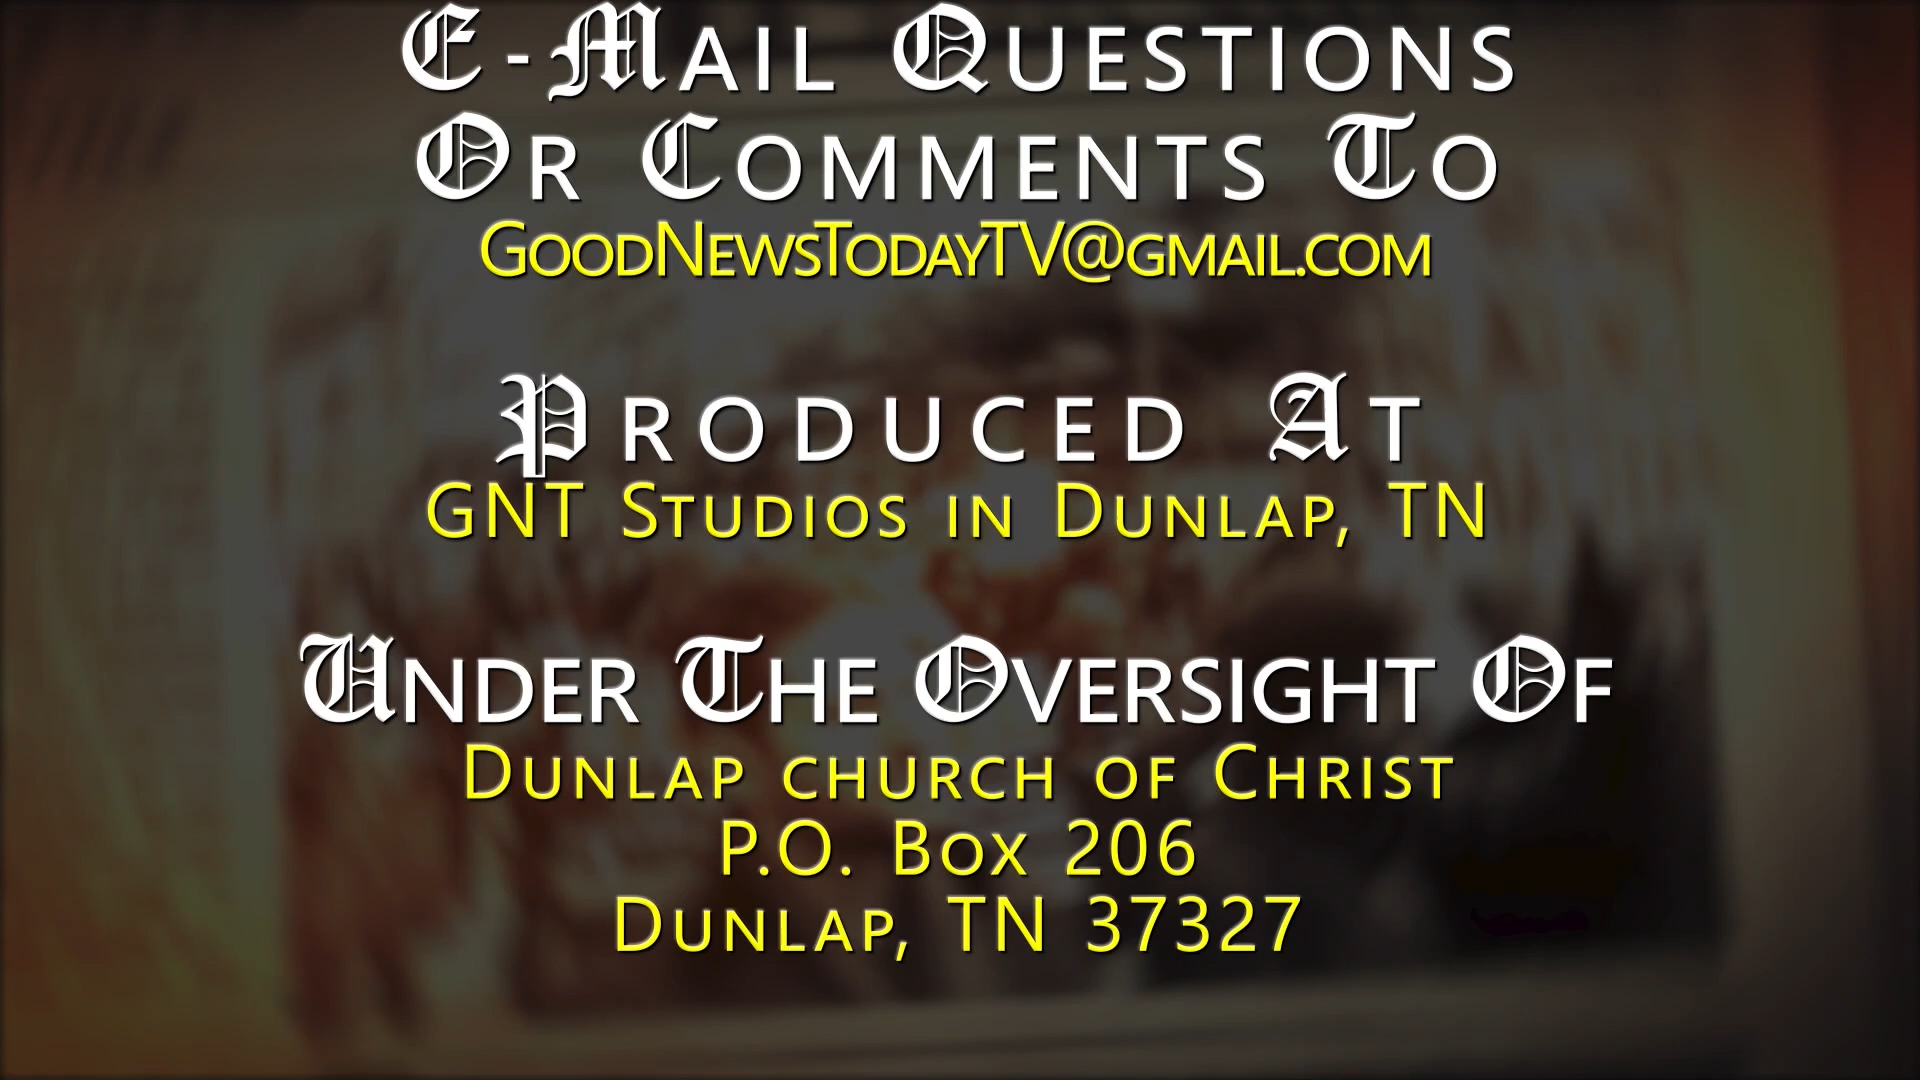 E-Mail Questions
Or Comments To
GoodNewsTodayTV@gmail.com
Produced At
GNT Studios in Dunlap, TN
Under The Oversight Of
Dunlap church of Christ
P.O. Box 206
Dunlap, TN 37327